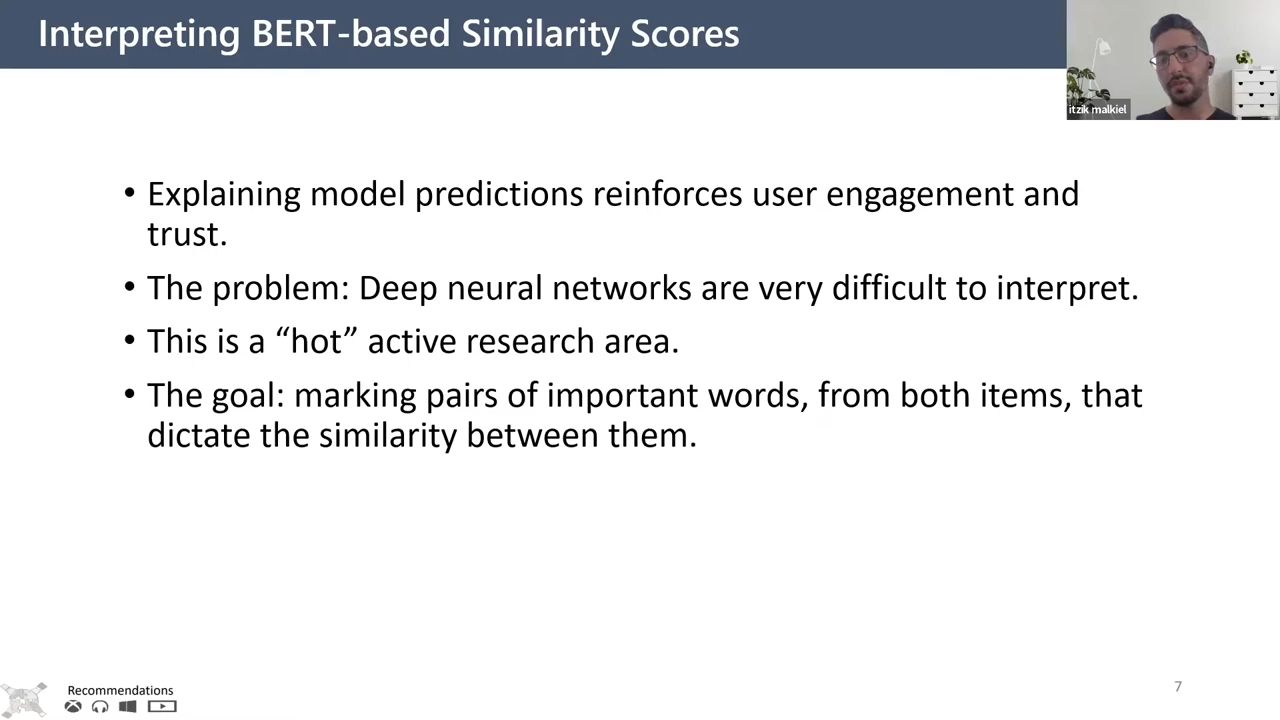 Interpreting BERT-based Similarity Scores
itzik malkiel
• Explaining model predictions reinforces user engagement and
trust.
• The problem: Deep neural networks are very difficult to interpret.
• This is a “hot” active research area.
• The goal: marking pairs of important words, from both items, that
dictate the similarity between them.
Recommendations
7